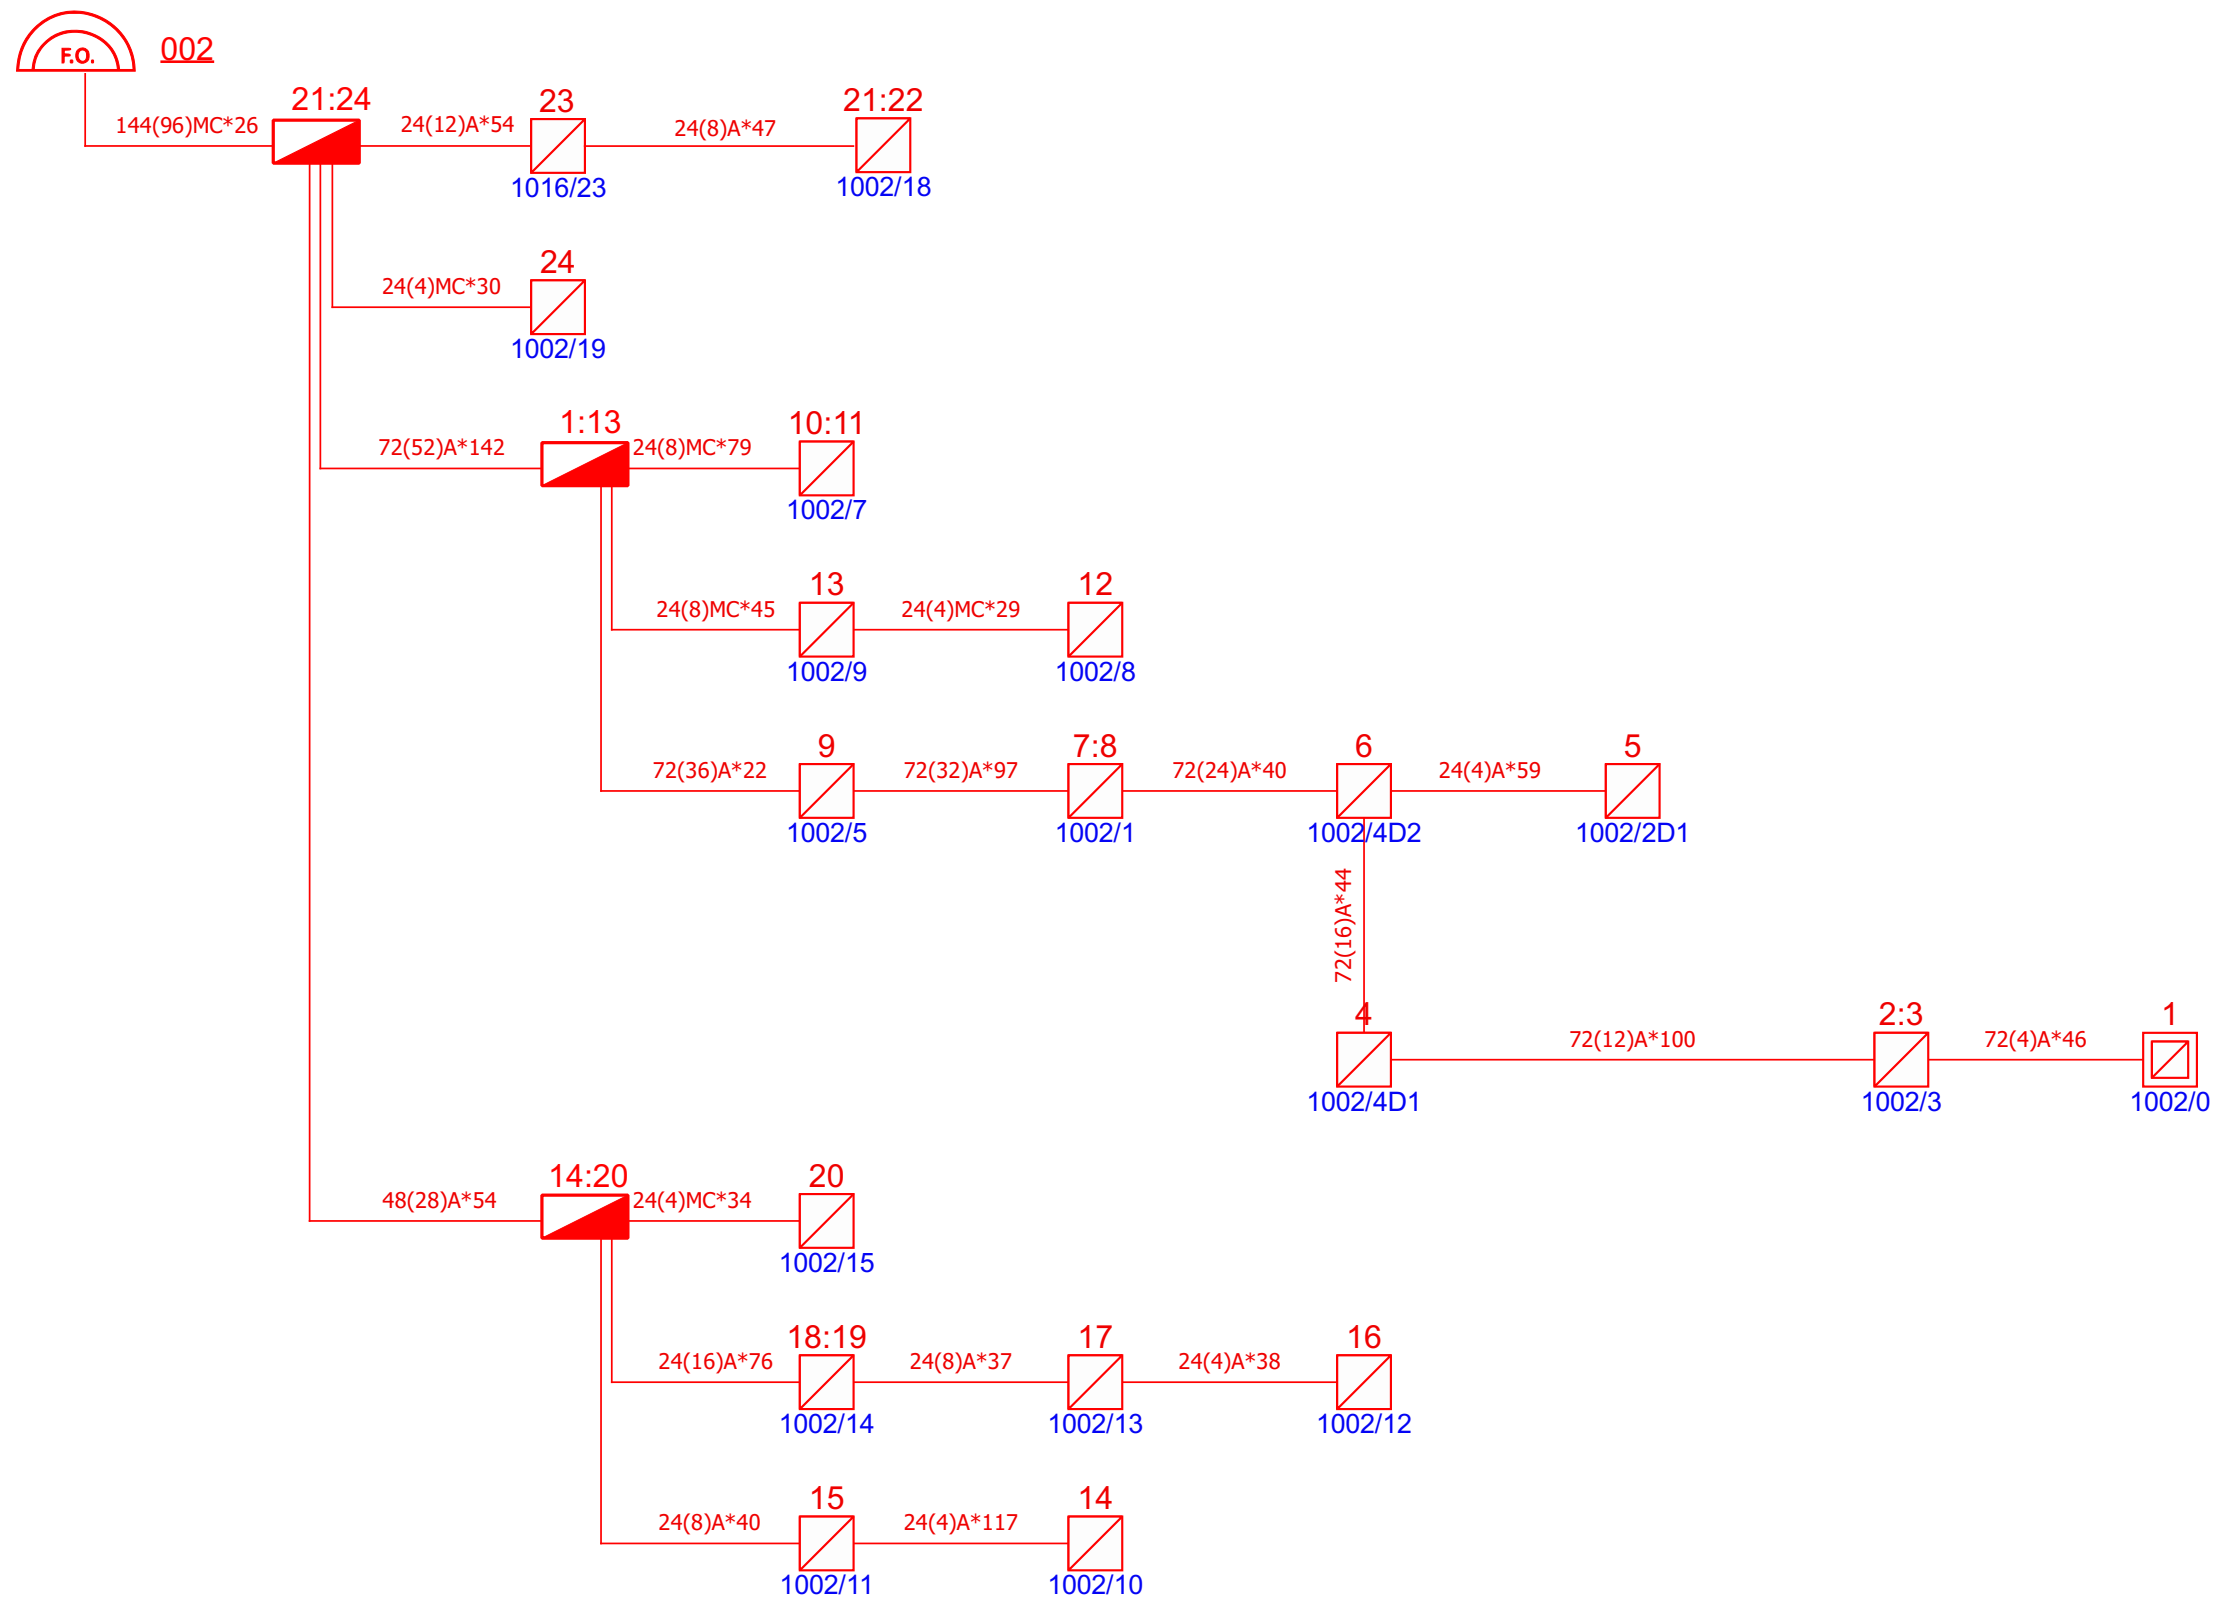 F.O. 002
21:24 23 21:22
144(96)MC*26 24(12)A*54 24(8)A*47
1016/23 1002/18
24
24(4)MC*30
1002/19
1:13 10:11
72(52)A*142 24(8)MC*79
1002/7
13 12
24(8)MC*45 24(4)MC*29
1002/9 1002/8
9 7:8 6 5
72(36)A*22 72(32)A*97 72(24)A*40 24(4)A*59
1002/5 1002/1 1002/4D2 1002/2D1
72(16)A*44
4 2:3 1
72(12)A*100 72(4)A*46
1002/4D1 1002/3 1002/0
14:20 20
48(28)A*54 24(4)MC*34
1002/15
18:19 17 16
24(16)A*76 24(8)A*37 24(4)A*38
1002/14 1002/13 1002/12
15 14
24(8)A*40 24(4)A*117
1002/11 1002/10